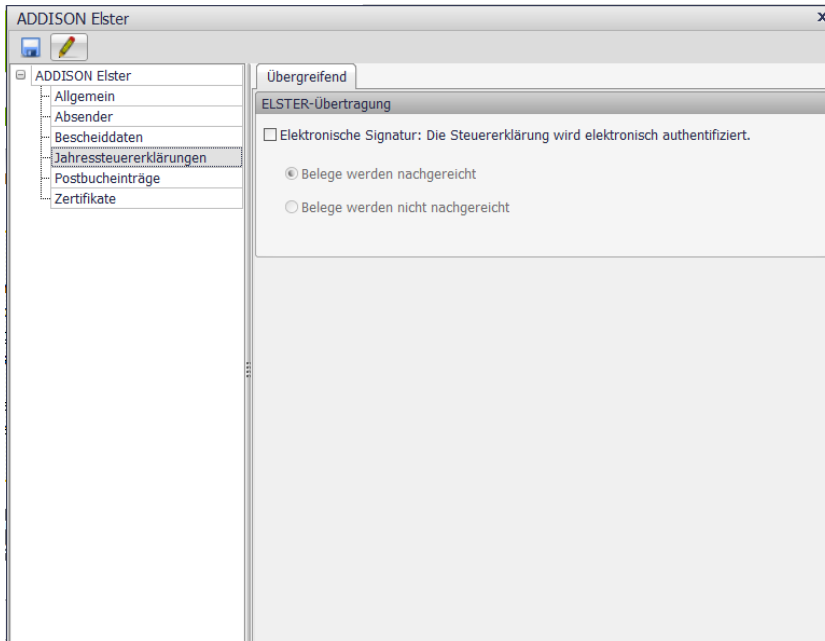 ADDISON Elster
x
ADDISON Elster
Allgemein
Absender
Bescheiddaten
Jahressteuererklärungen
Postbucheinträge
Zertifikate
Übergreifend
ELSTER-Übertragung
Elektronische Signatur: Die Steuererklärung wird elektronisch authentifiziert.
Belege werden nachgereicht
Belege werden nicht nachgereicht